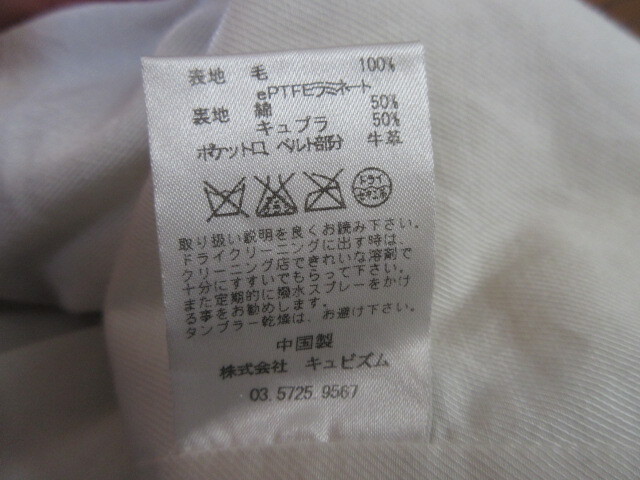 表地 毛 100%
ePTFEラミネート
裏地 綿 50%
キュプラ 50%
ポケット口、ベルト部分 牛革
ドライ
セキユ系
取り扱い説明を良くお読み下さい。
ドライクリーニングに出す時は、
クリーニング店できれいな溶剤で
十分にすすいでもらって下さい。
また定期的に撥水スプレーをかけ
る事をお勧めします。
タンブラー乾燥は、お避け下さい。
中国製
株式会社 キュビズム
03.5725.9567